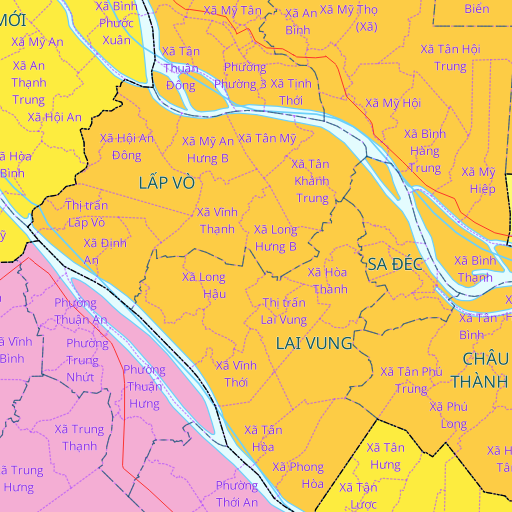 Xã Bình
Phước
Xuân
Xã Mỹ Tân
Xã An
Bình
Xã Mỹ Thọ
(Xã)
Biển
MỚI
Xã Mỹ An
Xã An
Thạnh
Trung
Xã Hội An
Xã Tân
Thuận
Đông
Phường
Phường 3
Xã Tịnh
Thới
Xã Tân Hội
Trung
Xã Mỹ Hội
Xã Bình
Hàng
Trung
Xã Mỹ
Hiệp
Xã Hòa
Bình
Xã Hội An
Đông
Xã Mỹ An
Hưng B
Xã Tân Mỹ
Xã Tân
Khánh
Trung
LẤP VÒ
Thị trấn
Lấp Vò
Xã Vĩnh
Thạnh
Xã Long
Hưng B
Xã Định
An
Mỹ
SA ĐÉC
Xã Bình
Thạnh
Xã Long
Hậu
Xã Hòa
Thành
Thị trấn
Lai Vung
LAI VUNG
Xã Tân
Bình
CHÂU
THÀNH
Phường
Thuận An
Xã Vĩnh
Bình
Phường
Trung
Nhứt
Phường
Thuận
Hưng
Xã Vĩnh
Thới
Xã Tân Phú
Trung
Xã Phú
Long
Xã Trung
Thạnh
Xã Tân
Hòa
Xã Trung
Hưng
Phường
Thới An
Xã Phong
Hòa
Xã Tân
Hưng
Xã Tân
Lược